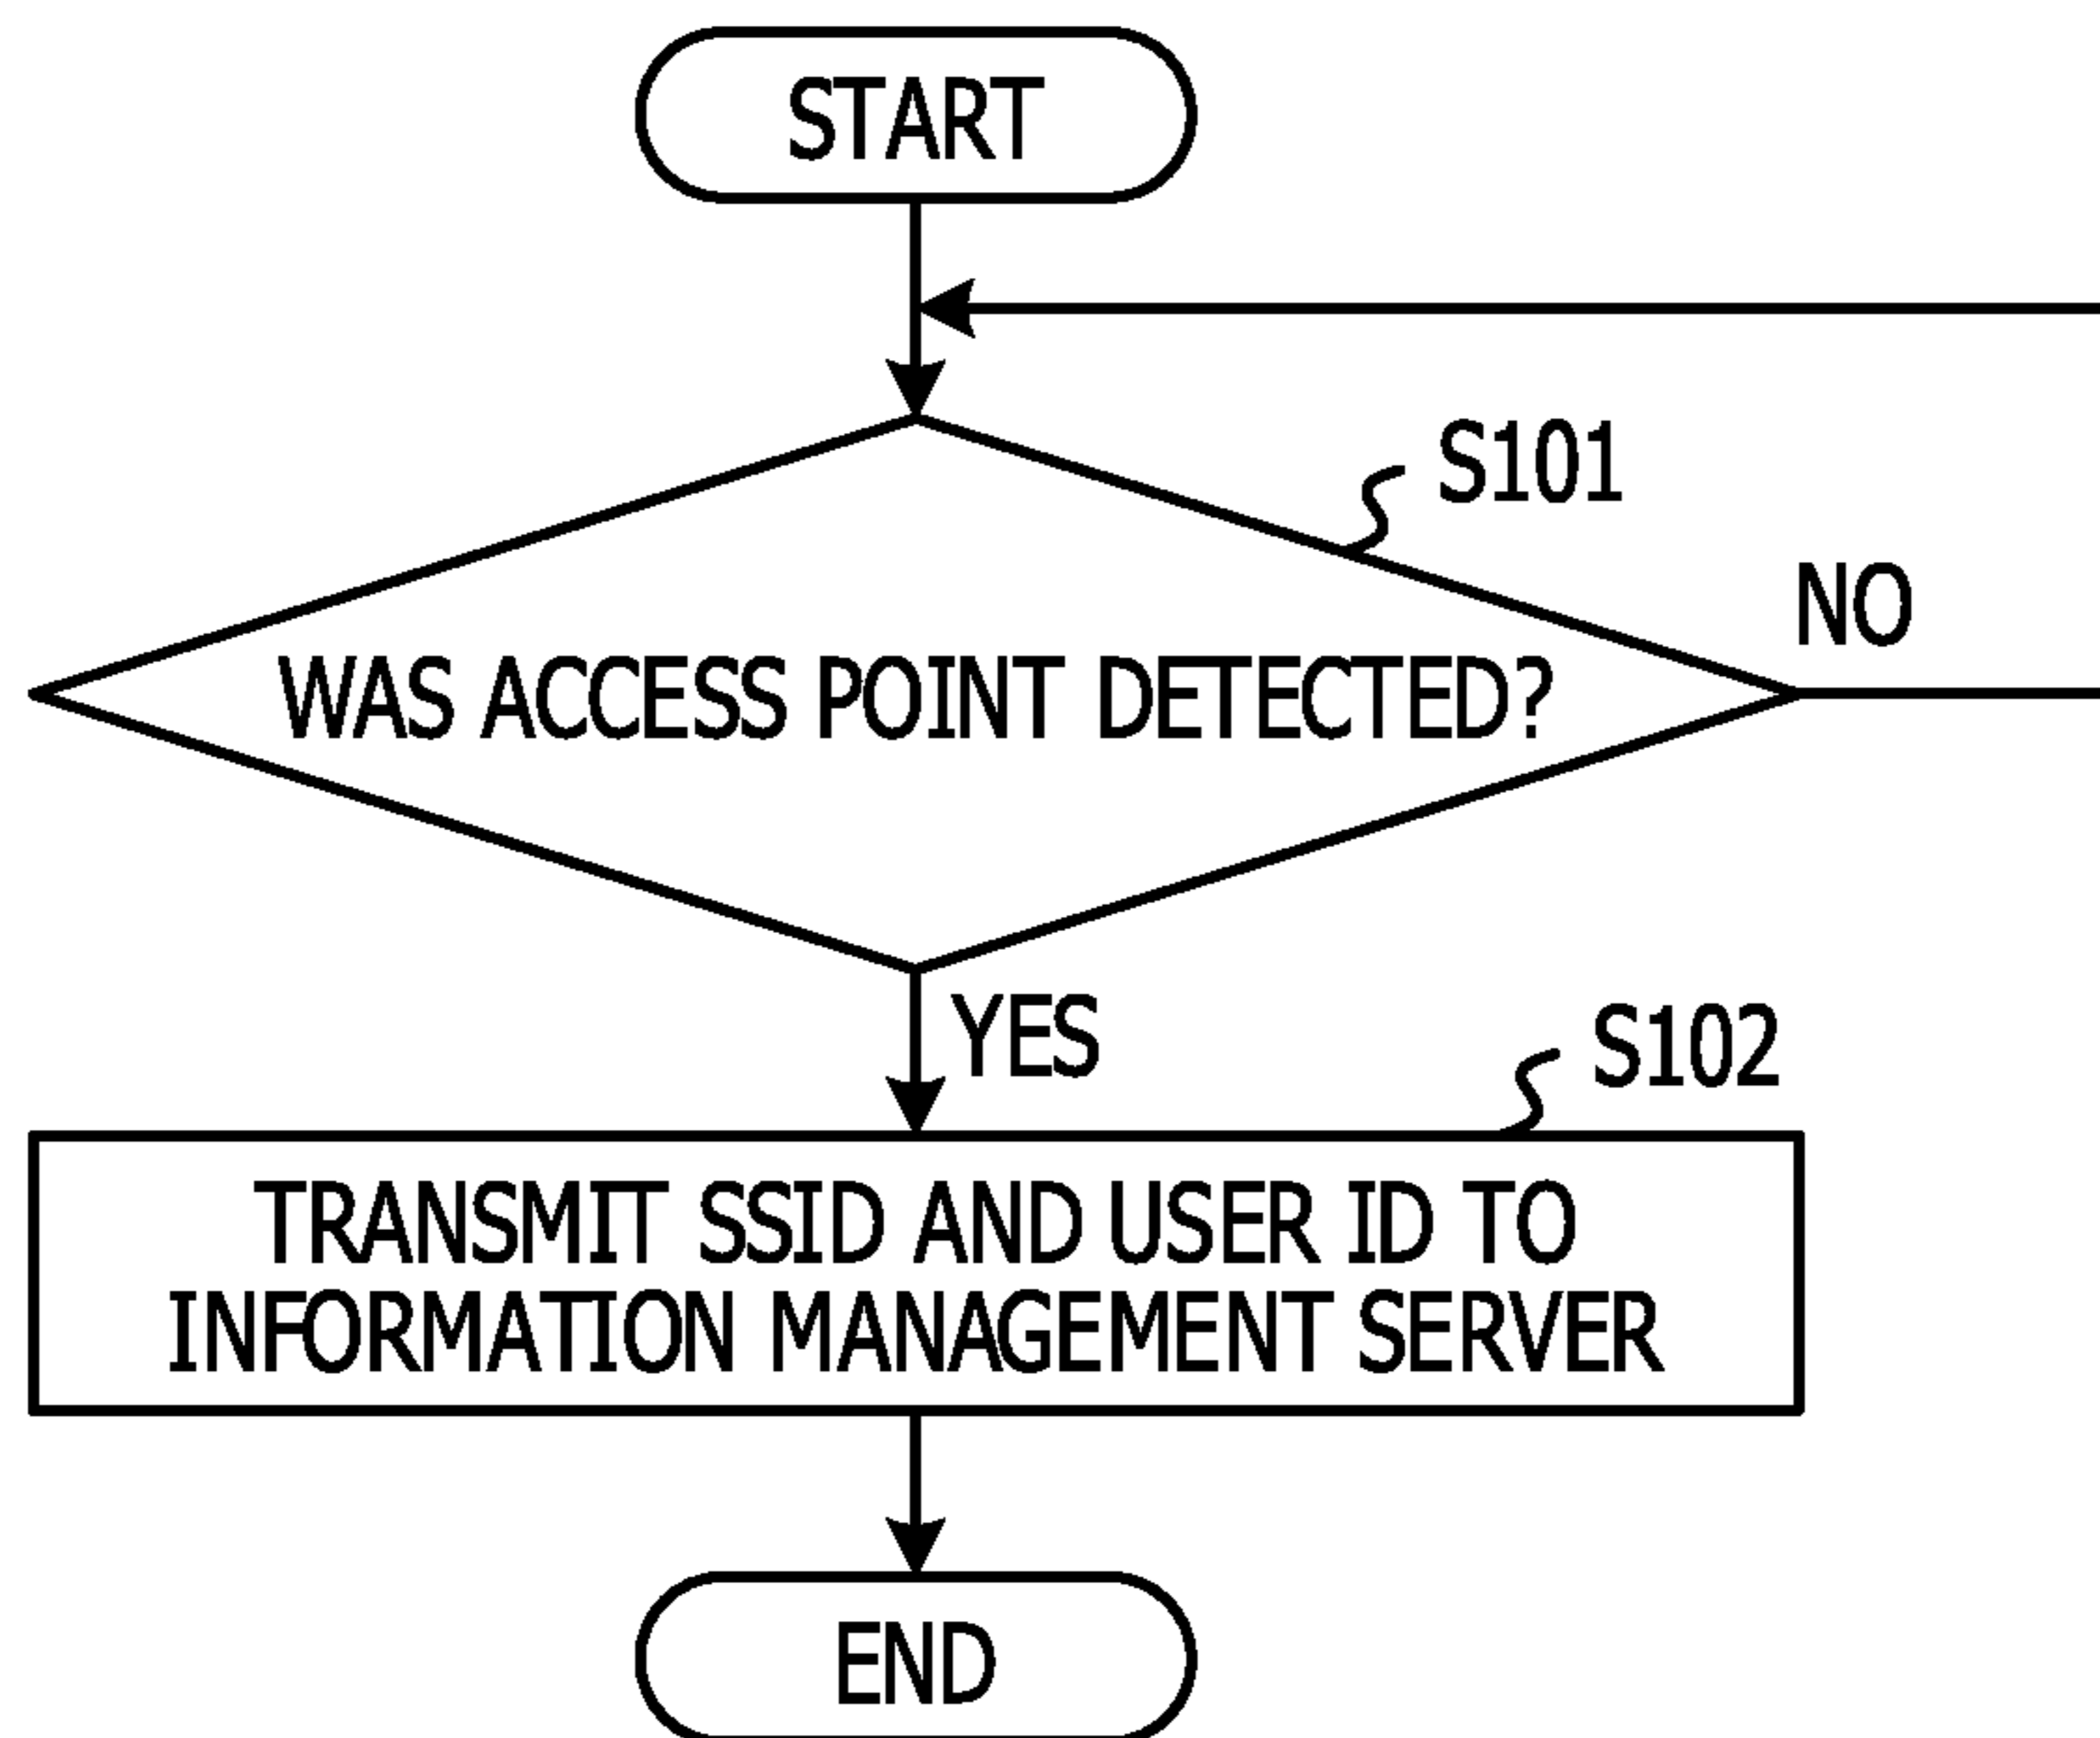 START
S101
NO
WAS ACCESS POINT DETECTED?
YES
S102
TRANSMIT SSID AND USER ID TO
INFORMATION MANAGEMENT SERVER
END